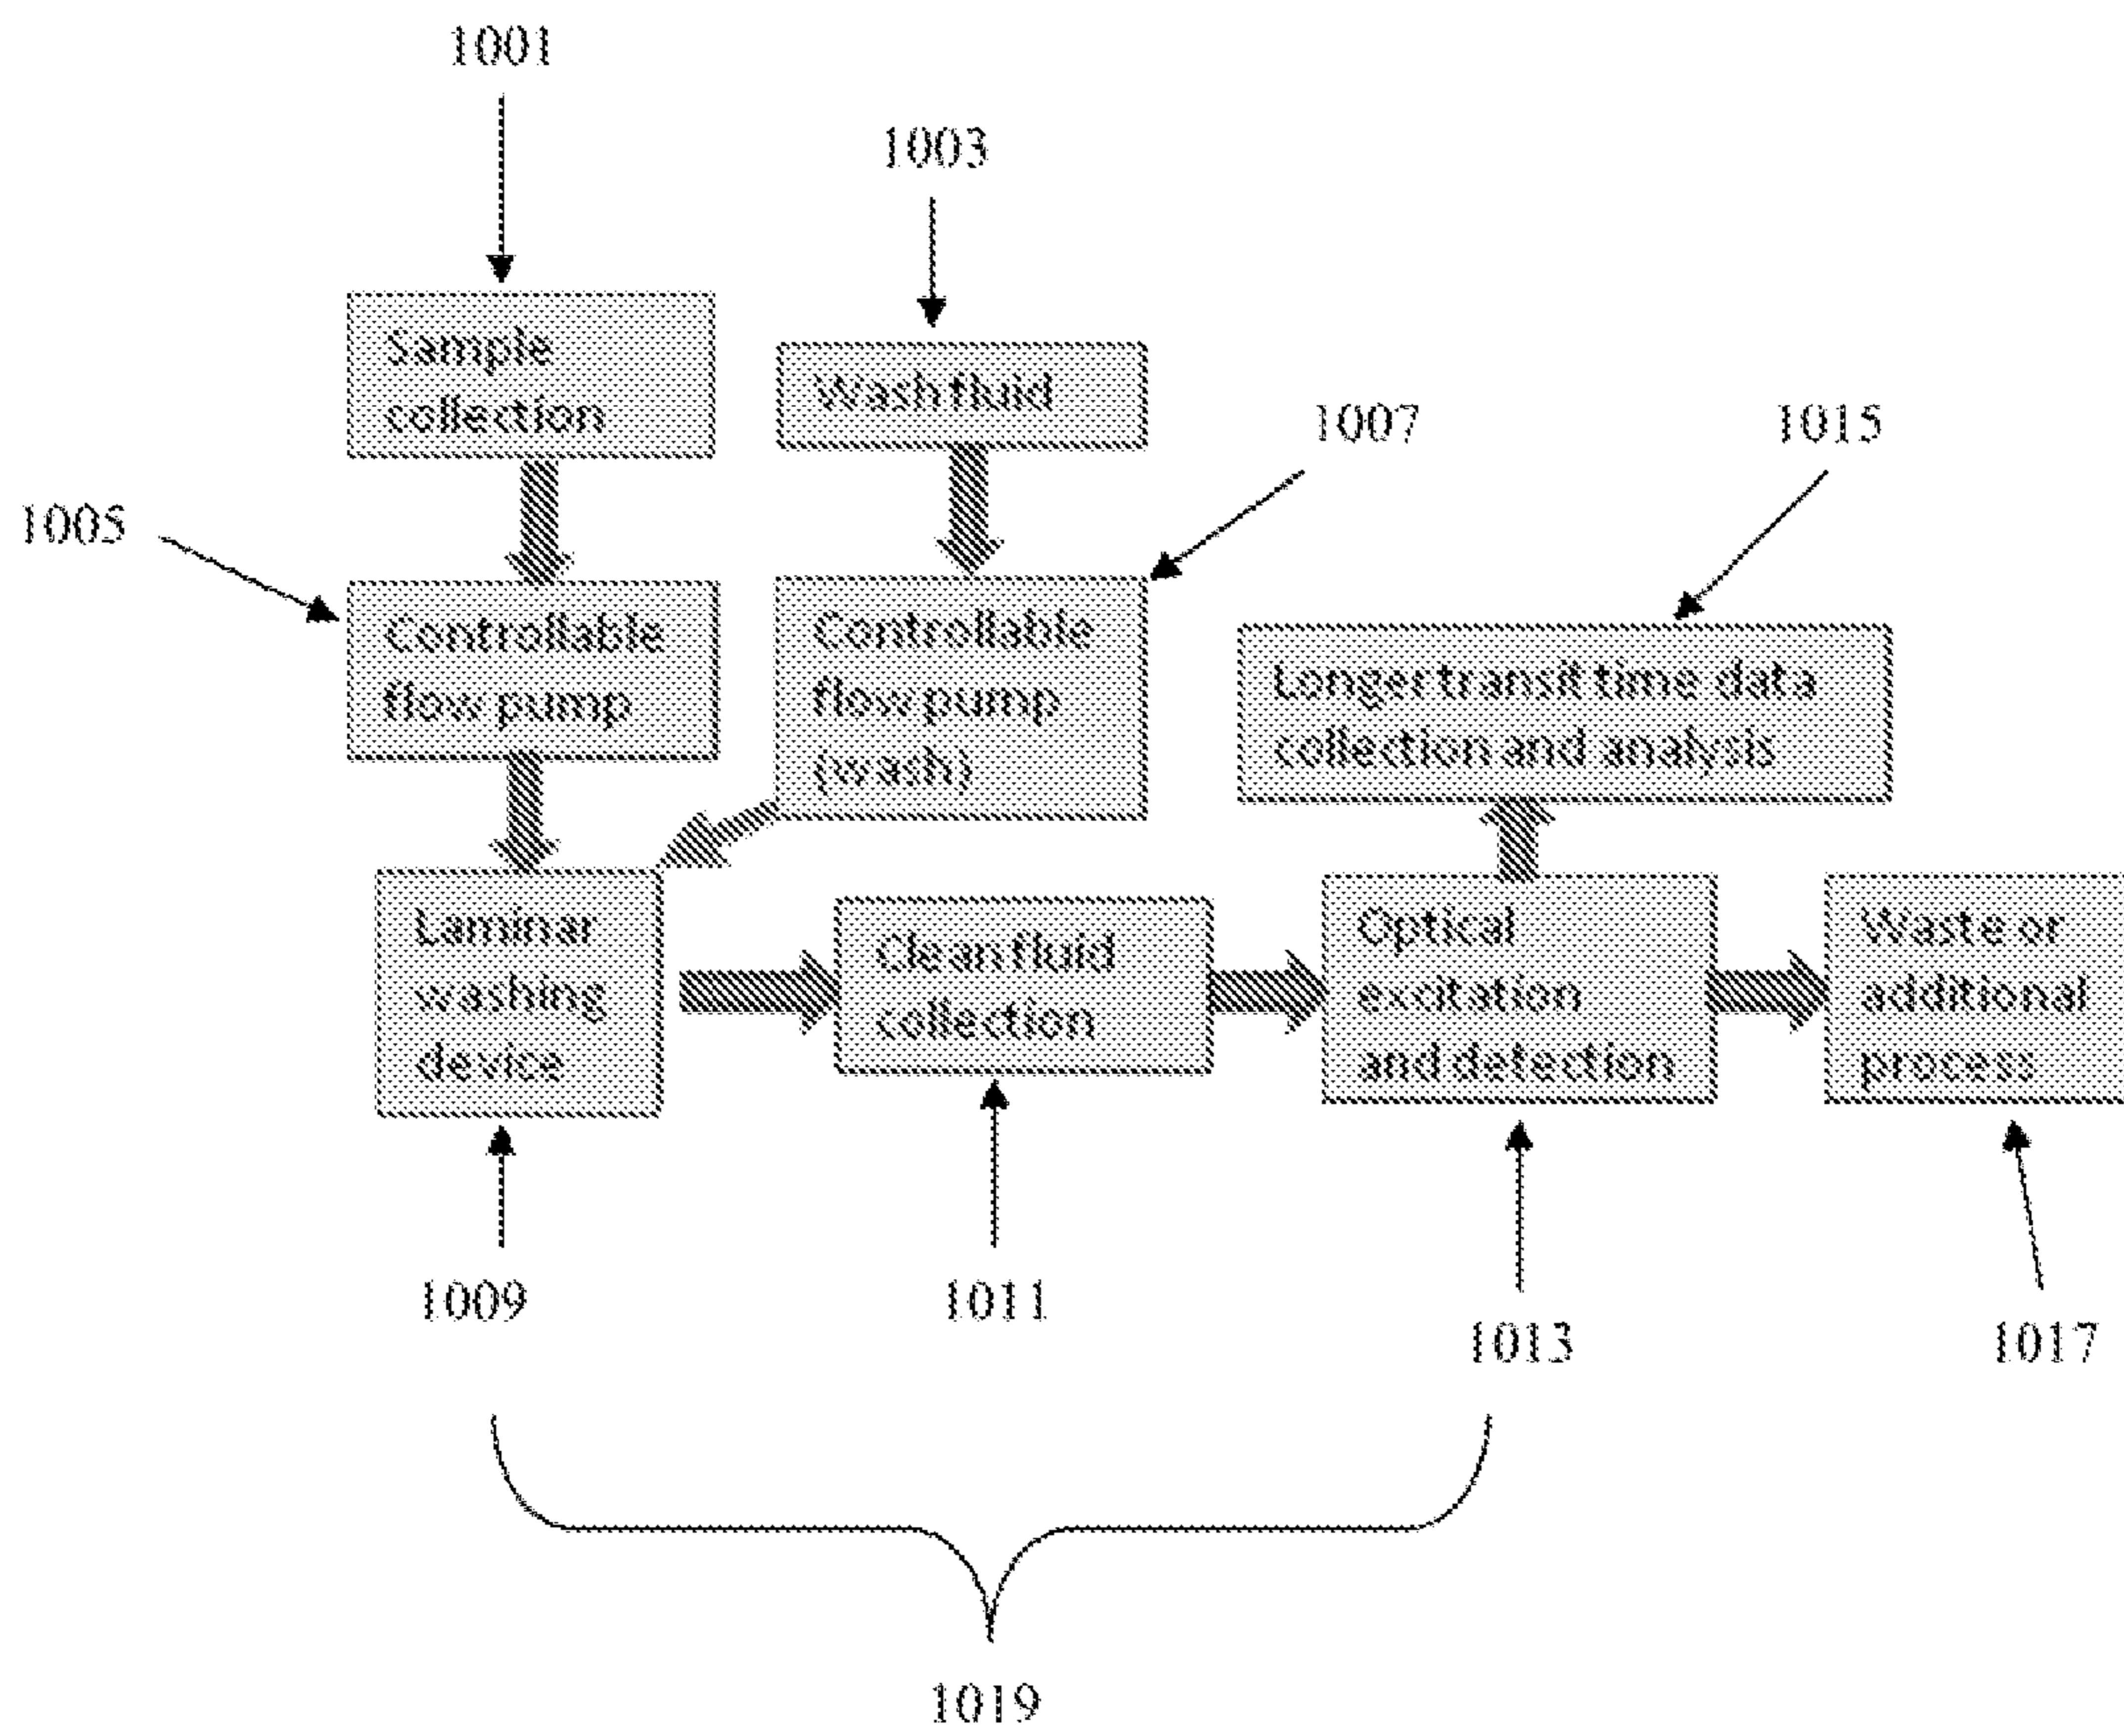 1001
1003
Sample
collection
Wash fluid
1007
1015
1005
Controllable
flow pump
Controllable
flow pump
(wash)
Longer transit time data
collection and analysis
Laminar
washing
device
Clean fluid
collection
Optical
excitation
and detection
Waste or
additional
process
1009
1011
1013
1017
1019